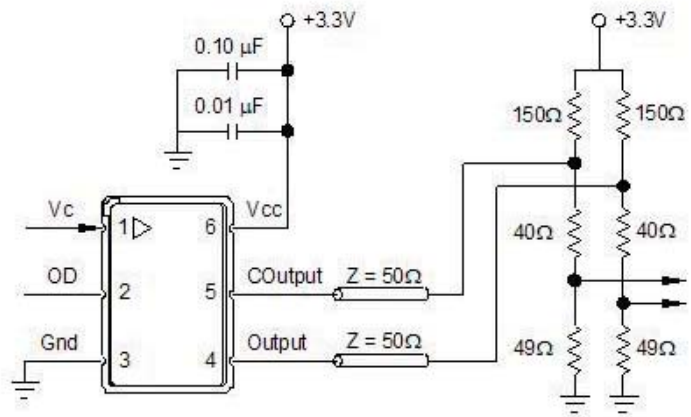 +3.3V +3.3V
0.10 µF
0.01 µF
150Ω 150Ω
Vc 1 6 Vcc
40Ω 40Ω
OD 2 5 COutput Z = 50Ω
Gnd 3 4 Output Z = 50Ω
49Ω 49Ω